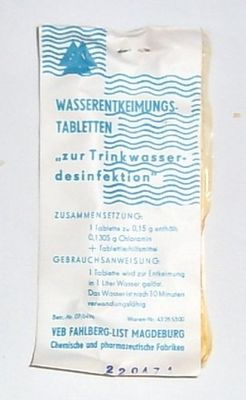 WASSERENTKEIMUNGS-
TABLETTEN
„zur Trinkwasser-
desinfektion"
ZUSAMMENSETZUNG:
1 Tablette zu 0,15 g enthält
0,1305 g Chloramin
+ Tablettierhilfsmittel
GEBRAUCHSANWEISUNG:
1 Tablette wird zur Entkeimung
in 1 Liter Wasser gelöst.
Das Wasser ist nach 10 Minuten
verwendungsfähig.
VEB FAHLBERG-LIST MAGDEBURG
Chemische und pharmazeutische Fabriken